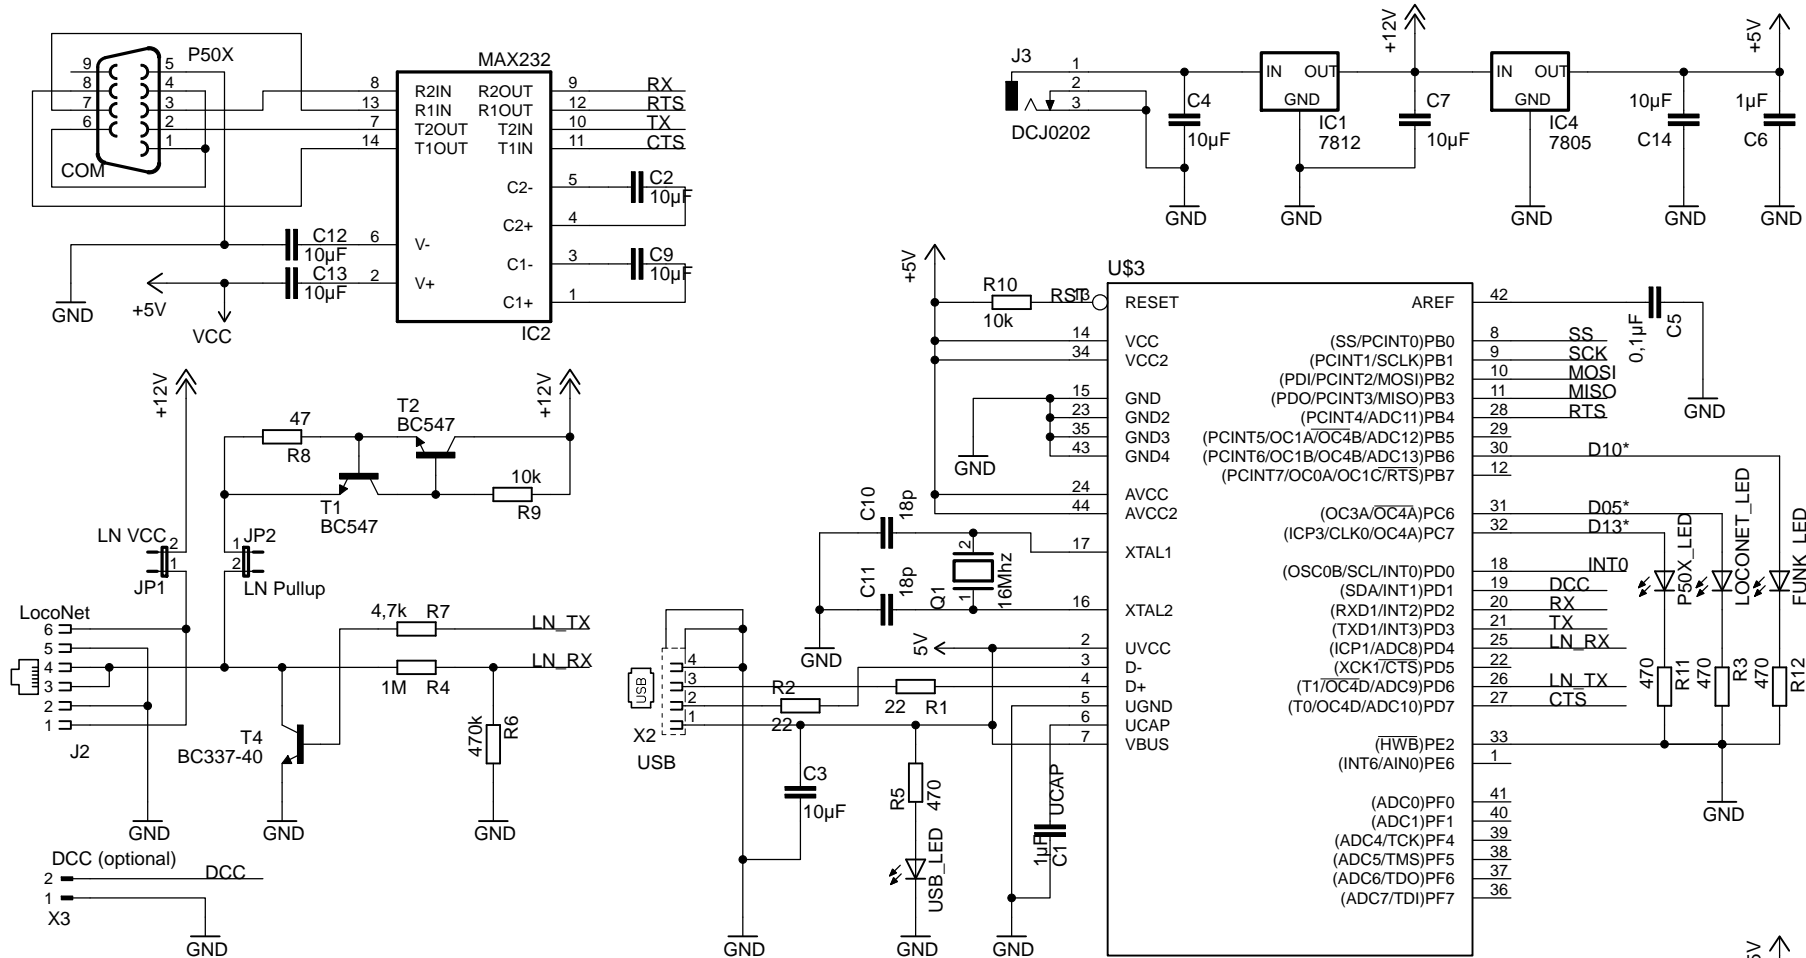 P50X
9
8
7
6
5
4
3
2
1
COM
MAX232
8 R2IN R2OUT 9 RX
13 R1IN R1OUT 12 RTS
7 T2OUT T2IN 10 TX
14 T1OUT T1IN 11 CTS
C2- 5 C2 10µF
C2+ 4
6 V- C12 10µF
C1- 3 C9 10µF
2 V+ C13 10µF
C1+ 1
IC2
GND
+5V
VCC
J3
1
2
3
DCJ0202
C4
10µF
GND
IN OUT
GND
IC1
7812
GND
+12V
C7
10µF
IN OUT
GND
IC4
7805
GND
10µF
C14
GND
+5V
1µF
C6
GND
+12V
47
R8
T2
BC547
+12V
T1
BC547
10k
R9
LN VCC
2
1
JP1
1
2
JP2
LN Pullup
LocoNet
6
5
4
3
2
1
J2
4,7k R7 LN_TX
1M R4 LN_RX
T4
BC337-40
470k
R6
GND
GND
GND
DCC (optional)
2 DCC
1
X3
GND
USB
4
3
2
1
X2
USB
R2
22
22 R1
5V
C3
10µF
R5
470
USB_LED
UCAP
1µF
C1
GND
GND
GND
+5V
R10
10k
RST
GND
C10
18p
C11
18p
Q1
2
1
16Mhz
GND
U$3
13 RESET
14 VCC
34 VCC2
15 GND
23 GND2
35 GND3
43 GND4
24 AVCC
44 AVCC2
17 XTAL1
16 XTAL2
2 UVCC
3 D-
4 D+
5 UGND
6 UCAP
7 VBUS
AREF 42
(SS/PCINT0)PB0 8 SS
(PCINT1/SCLK)PB1 9 SCK
(PDI/PCINT2/MOSI)PB2 10 MOSI
(PDO/PCINT3/MISO)PB3 11 MISO
(PCINT4/ADC11)PB4 28 RTS
(PCINT5/OC1A/OC4B/ADC12)PB5 29
(PCINT6/OC1B/OC4B/ADC13)PB6 30 D10*
(PCINT7/OC0A/OC1C/RTS)PB7 12
(OC3A/OC4A)PC6 31 D05*
(ICP3/CLK0/OC4A)PC7 32 D13*
(OSC0B/SCL/INT0)PD0 18 INT0
(SDA/INT1)PD1 19 DCC
(RXD1/INT2)PD2 20 RX
(TXD1/INT3)PD3 21 TX
(ICP1/ADC8)PD4 25 LN_RX
(XCK1/CTS)PD5 22
(T1/OC4D/ADC9)PD6 26 LN_TX
(T0/OC4D/ADC10)PD7 27 CTS
(HWB)PE2 33
(INT6/AIN0)PE6 1
(ADC0)PF0 41
(ADC1)PF1 40
(ADC4/TCK)PF4 39
(ADC5/TMS)PF5 38
(ADC6/TDO)PF6 37
(ADC7/TDI)PF7 36
0,1µF
C5
GND
P50X_LED
LOCONET_LED
FUNK_LED
470
R11
470
R3
470
R12
GND
5V